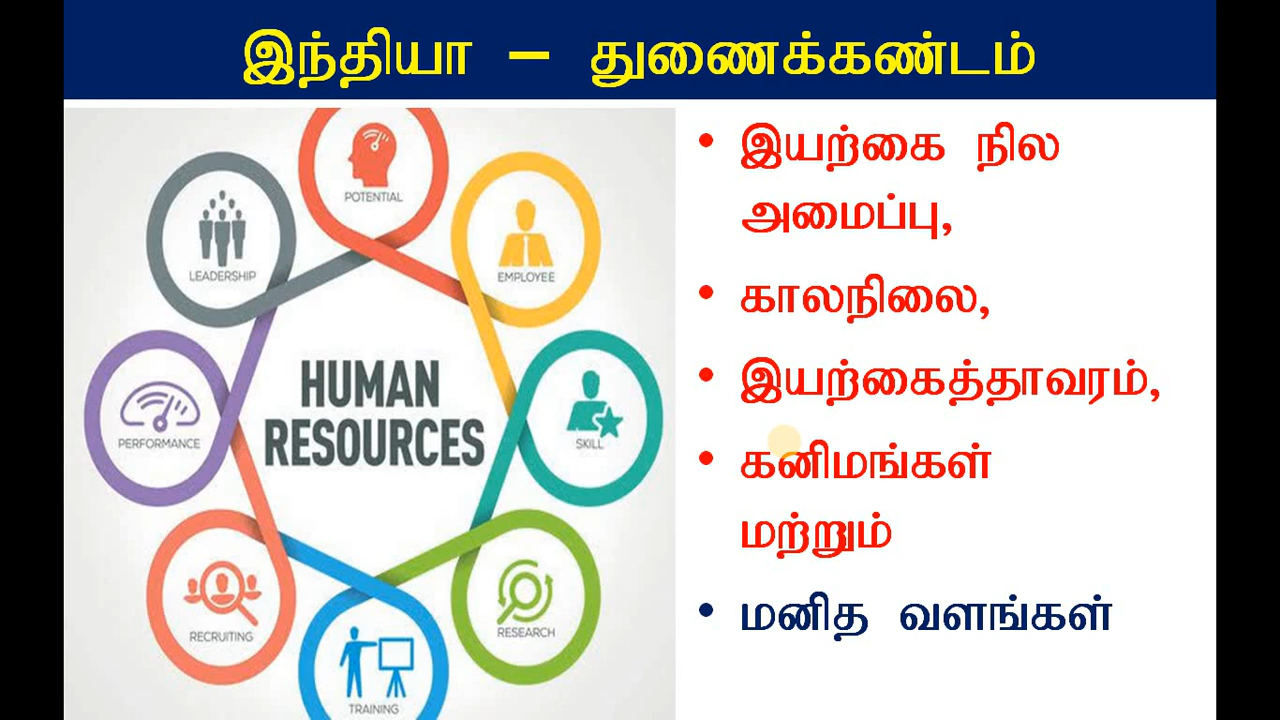 இந்தியா – துணைக்கண்டம்
POTENTIAL
LEADERSHIP
EMPLOYEE
HUMAN
RESOURCES
PERFORMANCE
SKILL
RECRUITING
RESEARCH
TRAINING
• இயற்கை நில
அமைப்பு,
• காலநிலை,
• இயற்கைத்தாவரம்,
• கனிமங்கள்
மற்றும்
• மனித வளங்கள்